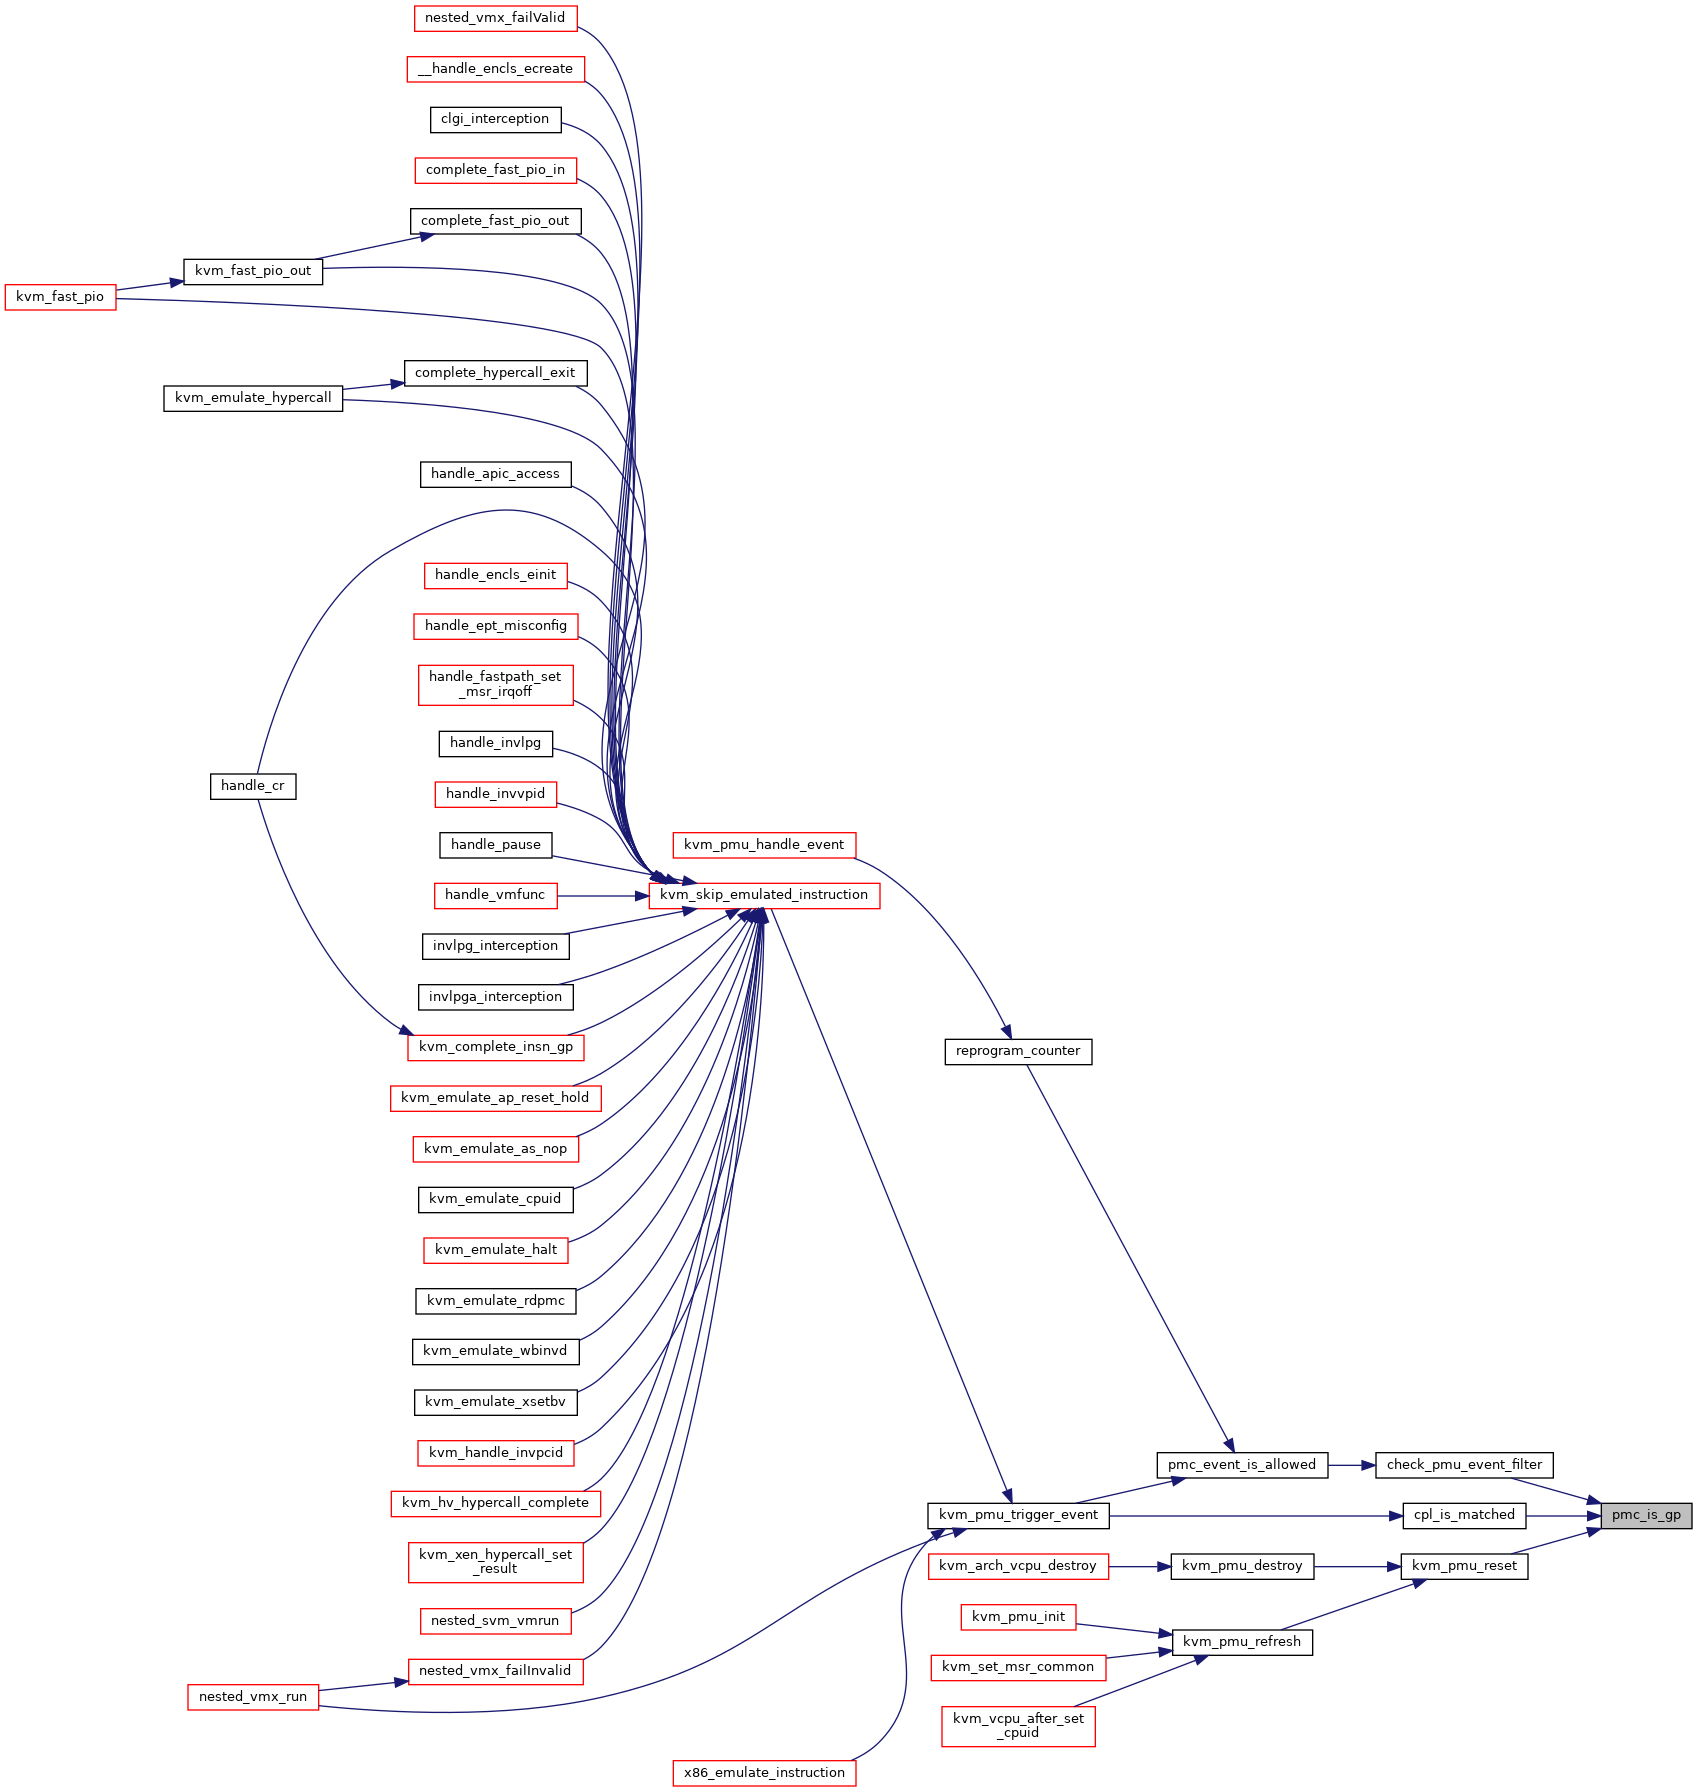 nested_vmx_failValid
__handle_encls_ecreate
clgi_interception
complete_fast_pio_in
complete_fast_pio_out
kvm_fast_pio_out
kvm_fast_pio
complete_hypercall_exit
kvm_emulate_hypercall
handle_apic_access
handle_encls_einit
handle_ept_misconfig
handle_fastpath_set
_msr_irqoff
handle_invlpg
handle_cr
handle_invvpid
handle_pause
kvm_pmu_handle_event
handle_vmfunc
kvm_skip_emulated_instruction
invlpg_interception
invlpga_interception
kvm_complete_insn_gp
reprogram_counter
kvm_emulate_ap_reset_hold
kvm_emulate_as_nop
kvm_emulate_cpuid
kvm_emulate_halt
kvm_emulate_rdpmc
kvm_emulate_wbinvd
kvm_emulate_xsetbv
kvm_handle_invpcid
pmc_event_is_allowed
check_pmu_event_filter
kvm_hv_hypercall_complete
kvm_pmu_trigger_event
cpl_is_matched
pmc_is_gp
kvm_xen_hypercall_set
_result
kvm_arch_vcpu_destroy
kvm_pmu_destroy
kvm_pmu_reset
nested_svm_vmrun
kvm_pmu_init
kvm_pmu_refresh
nested_vmx_failInvalid
kvm_set_msr_common
nested_vmx_run
kvm_vcpu_after_set
_cpuid
x86_emulate_instruction